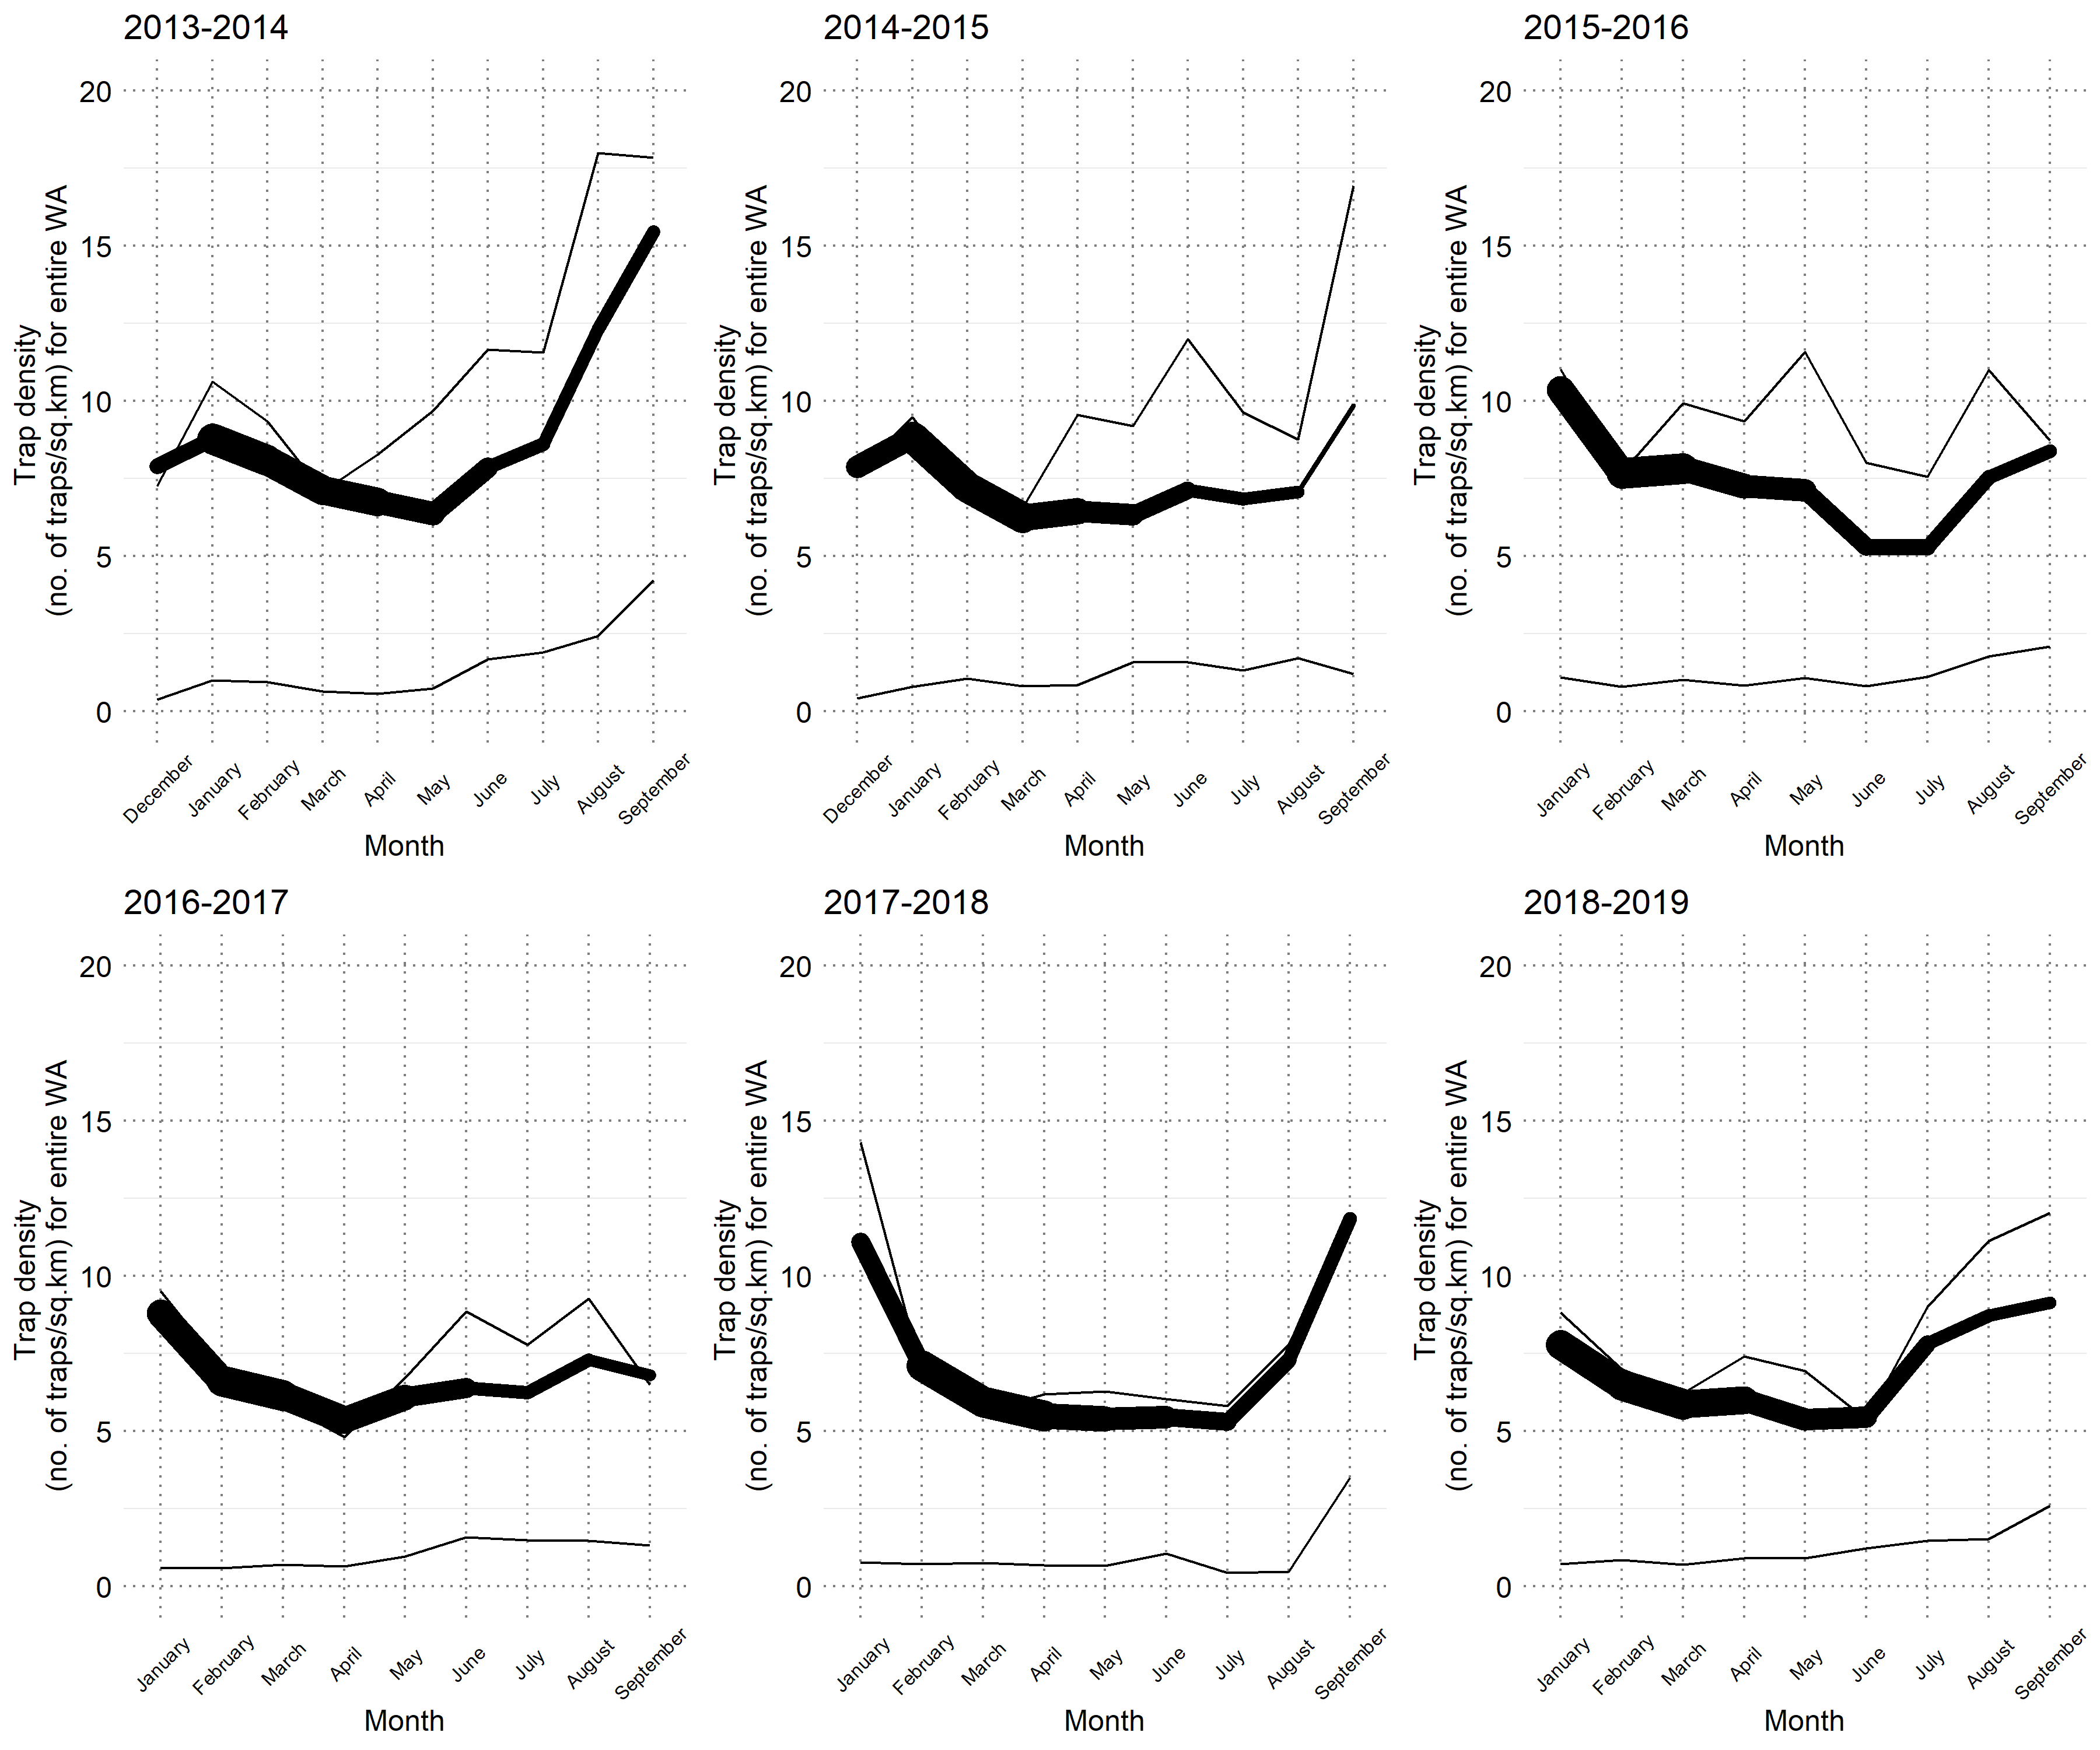 2013-2014
Trap density
(no. of traps/sq.km) for entire WA
20
15
10
5
0
December
January
February
March
April
May
June
July
August
September
Month
2014-2015
Trap density
(no. of traps/sq.km) for entire WA
20
15
10
5
0
December
January
February
March
April
May
June
July
August
September
Month
2015-2016
Trap density
(no. of traps/sq.km) for entire WA
20
15
10
5
0
January
February
March
April
May
June
July
August
September
Month
2016-2017
Trap density
(no. of traps/sq.km) for entire WA
20
15
10
5
0
January
February
March
April
May
June
July
August
September
Month
2017-2018
Trap density
(no. of traps/sq.km) for entire WA
20
15
10
5
0
January
February
March
April
May
June
July
August
September
Month
2018-2019
Trap density
(no. of traps/sq.km) for entire WA
20
15
10
5
0
January
February
March
April
May
June
July
August
September
Month